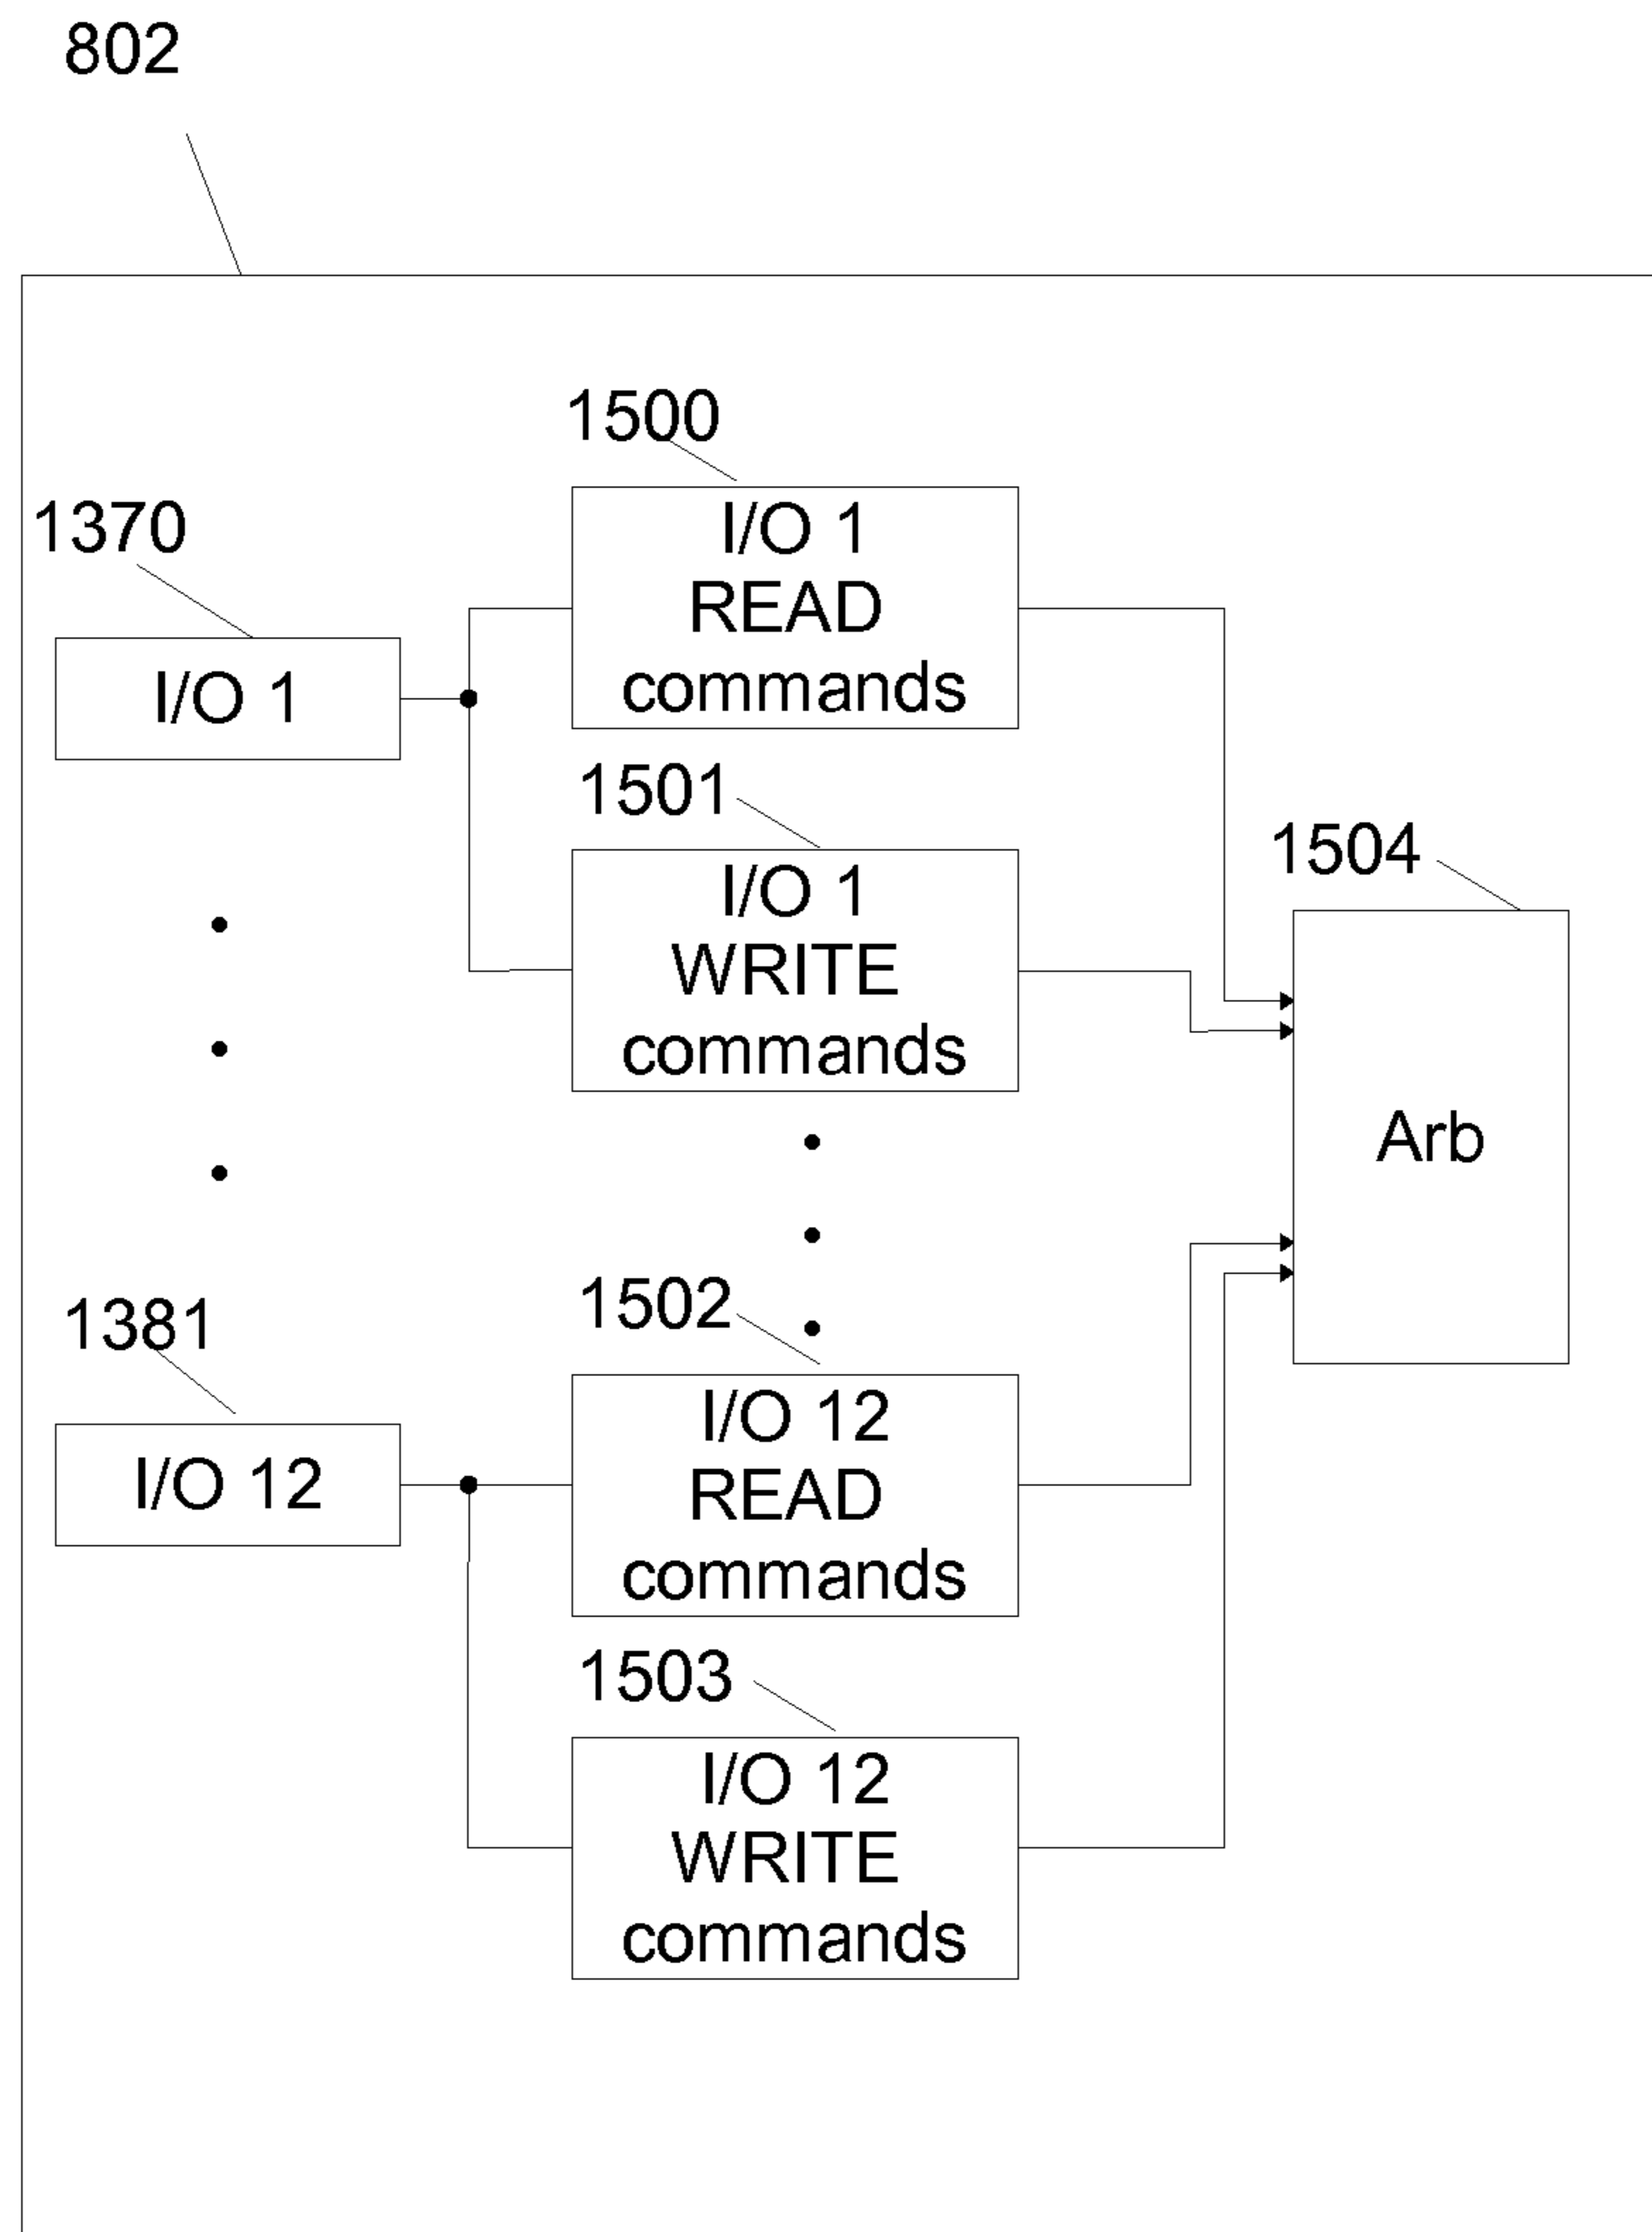 802
1500
1370
I/O 1
READ
commands
I/O 1
1501
1504
I/O 1
WRITE
commands
Arb
1502
1381
I/O 12
READ
commands
I/O 12
1503
I/O 12
WRITE
commands